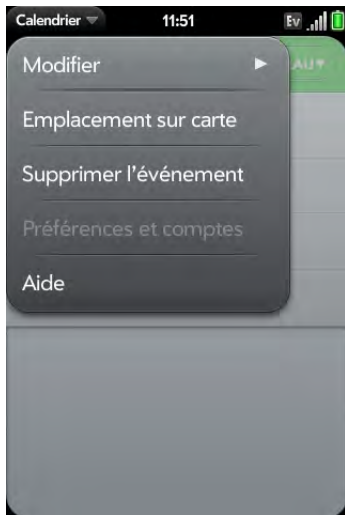 Calendrier 11:51 Ev
Modifier
AU
Emplacement sur carte
Supprimer l'événement
Préférences et comptes
Aide